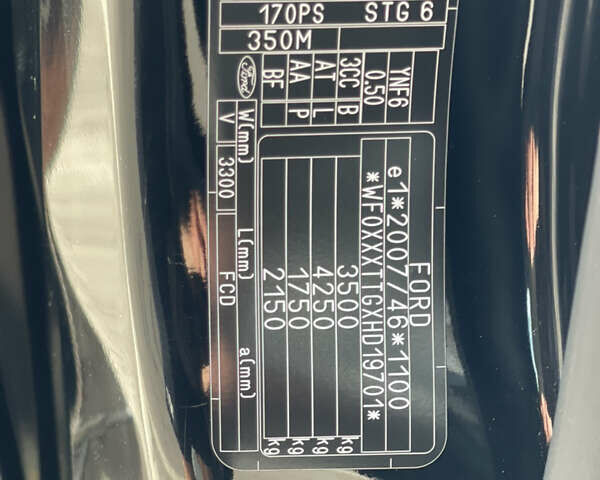 170PS STG 6
350M
Ford
YNF6
0.50
3CC B
AT L
AA P
BF
W(mm) L(mm) a(mm)
V 3300 FCD
FORD
e1*2007/46*1100
*WF0XXXTTGXHD19701*
3500 kg
4250 kg
1750 kg
2150 kg